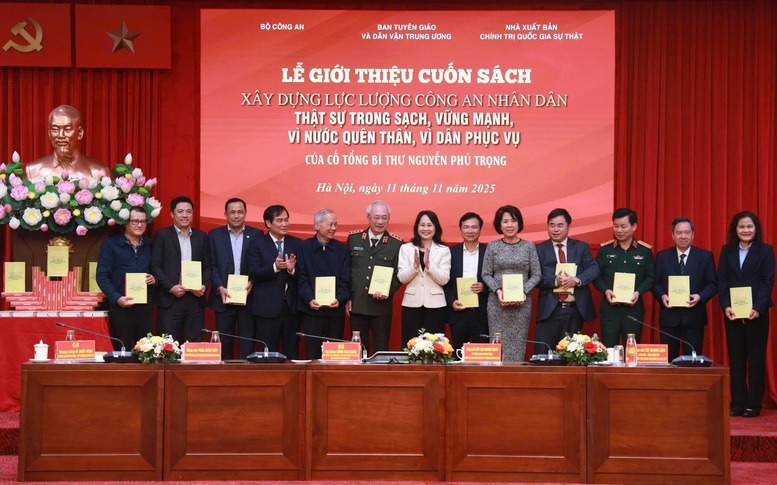 BỘ CÔNG AN
BAN TUYÊN GIÁO
VÀ DÂN VẬN TRUNG ƯƠNG
NHÀ XUẤT BẢN
CHÍNH TRỊ QUỐC GIA SỰ THẬT
LỄ GIỚI THIỆU CUỐN SÁCH
XÂY DỰNG LỰC LƯỢNG CÔNG AN NHÂN DÂN
THẬT SỰ TRONG SẠCH, VỮNG MẠNH,
VÌ NƯỚC QUÊN THÂN, VÌ DÂN PHỤC VỤ
CỦA CỐ TỔNG BÍ THƯ NGUYỄN PHÚ TRỌNG
Hà Nội, ngày 11 tháng 11 năm 2025